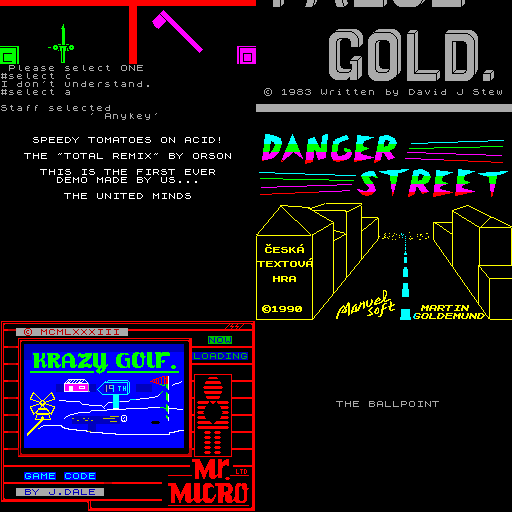 Please select ONE
#select c
I don't understand.
#select a
Staff selected
' Anykey'
SPEEDY TOMATOES ON ACID!
THE "TOTAL REMIX" BY ORSON
THIS IS THE FIRST EVER
DEMO MADE BY US...
THE UNITED MINDS
GOLD.
© 1983 Written by David J Stew
DANGER
STREET
ČESKÁ
TEXTOVÁ
HRA
©1990
Manuel
soft
MARTIN
GOLDEMUND
© MCMLXXXIII
NOW
LOADING
KRAZY GOLF.
19TH
GAME CODE
BY J.DALE
Mr.
LTD
MICRO
THE BALLPOINT